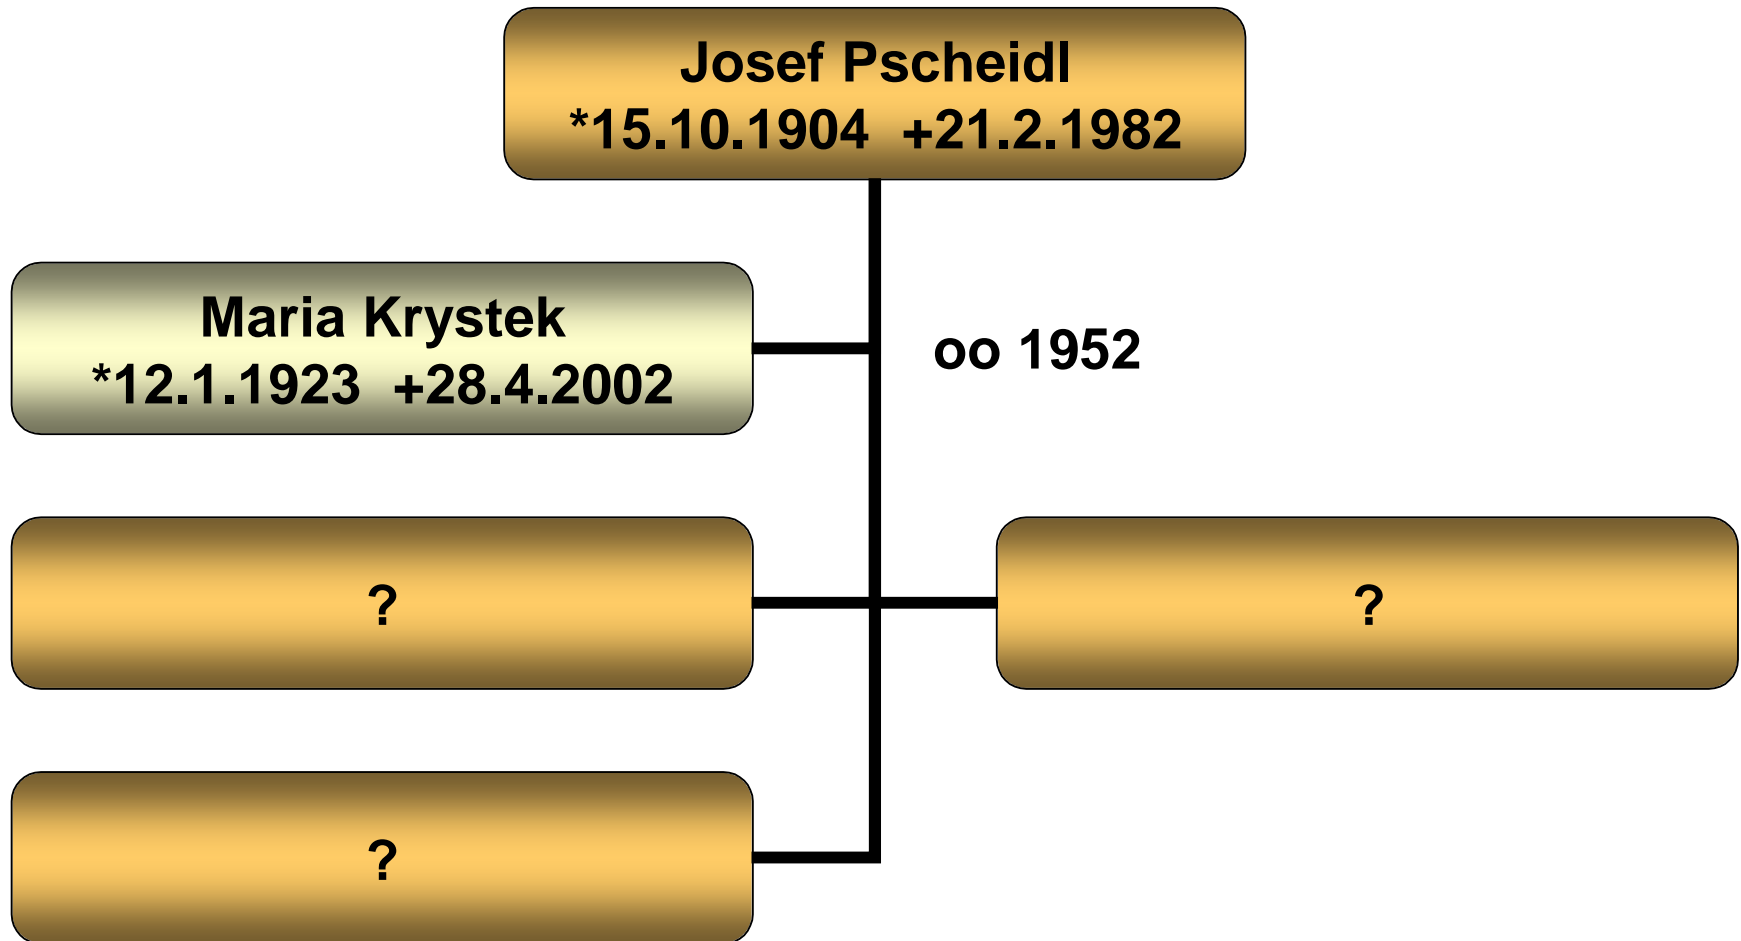 Josef Pscheidl
*15.10.1904 +21.2.1982
Maria Krystek
*12.1.1923 +28.4.2002
oo 1952
?
?
?